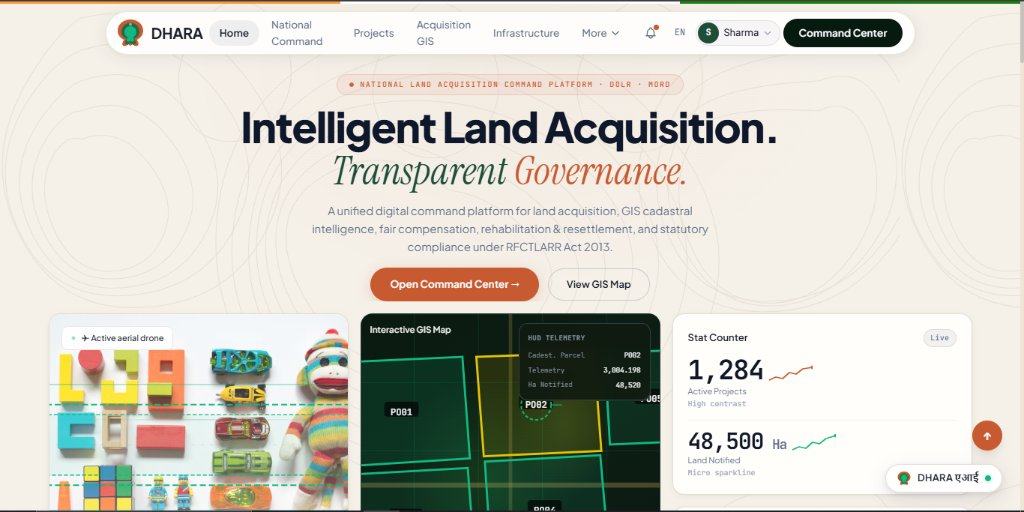 DHARA
Home
National Command
Projects
Acquisition GIS
Infrastructure
More
EN
S
Sharma
Command Center
NATIONAL LAND ACQUISITION COMMAND PLATFORM · DOLR · MORD
Intelligent Land Acquisition.
Transparent Governance.
A unified digital command platform for land acquisition, GIS cadastral
intelligence, fair compensation, rehabilitation & resettlement, and statutory
compliance under RFCTLARR Act 2013.
Open Command Center →
View GIS Map
Active aerial drone
Interactive GIS Map
HUD TELEMETRY
Cadest. Parcel P082
Telemetry 3,004.198
Ha Notified 48,520
P001
P082
Stat Counter
Live
1,284
Active Projects
High contrast
48,500 Ha
Land Notified
Micro sparkline
DHARA एआई